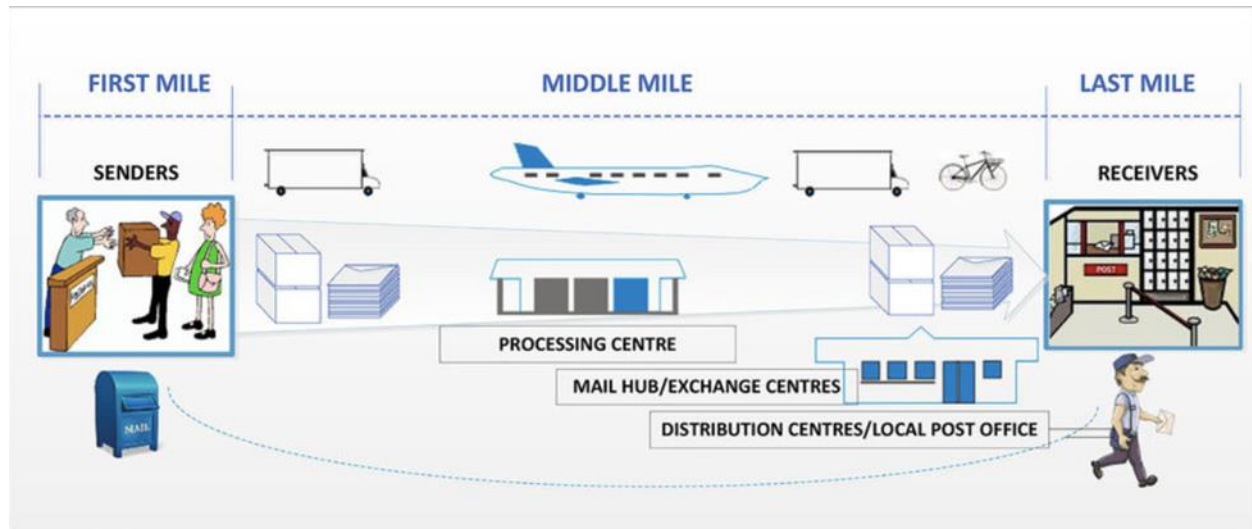 FIRST MILE
MIDDLE MILE
LAST MILE
SENDERS
RECEIVERS
POST
PROCESSING CENTRE
MAIL HUB/EXCHANGE CENTRES
MAIL
DISTRIBUTION CENTRES/LOCAL POST OFFICE